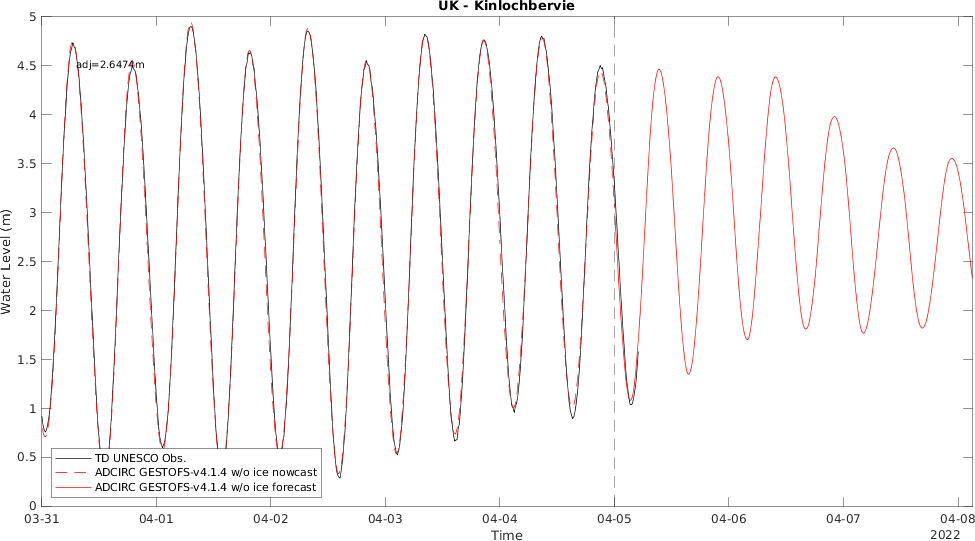 UK - Kinlochbervie
5
4.5
4
3.5
3
2.5
2
1.5
1
0.5
0
Water Level (m)
adj=2.6474m
TD UNESCO Obs.
ADCIRC GESTOFS-v4.1.4 w/o ice nowcast
ADCIRC GESTOFS-v4.1.4 w/o ice forecast
03-31 04-01 04-02 04-03 04-04 04-05 04-06 04-07 04-08
Time
2022